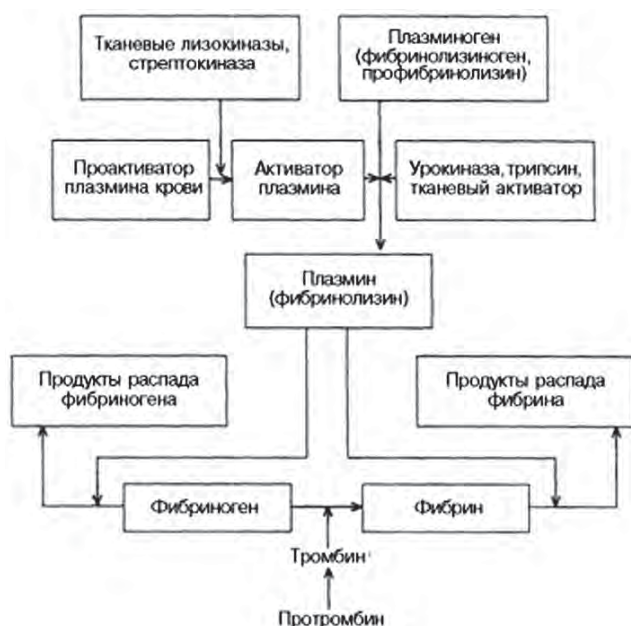 Тканевые лизокиназы,
стрептокиназа
Плазминоген
(фибринолизиноген,
профибринолизин)
Проактиватор
плазмина крови
Активатор
плазмина
Урокиназа, трипсин,
тканевый активатор
Плазмин
(фибринолизин)
Продукты распада
фибриногена
Продукты распада
фибрина
Фибриноген
Фибрин
Тромбин
Протромбин